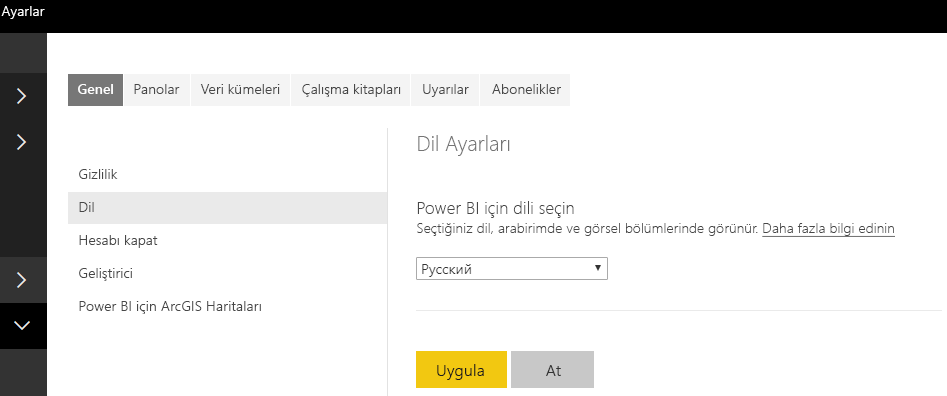 Ayarlar
Genel Panolar Veri kümeleri Çalışma kitapları Uyarılar Abonelikler
Gizlilik
Dil
Hesabı kapat
Geliştirici
Power BI için ArcGIS Haritaları
Dil Ayarları
Power BI için dili seçin
Seçtiğiniz dil, arabirimde ve görsel bölümlerinde görünür. Daha fazla bilgi edinin
Русский
Uygula At